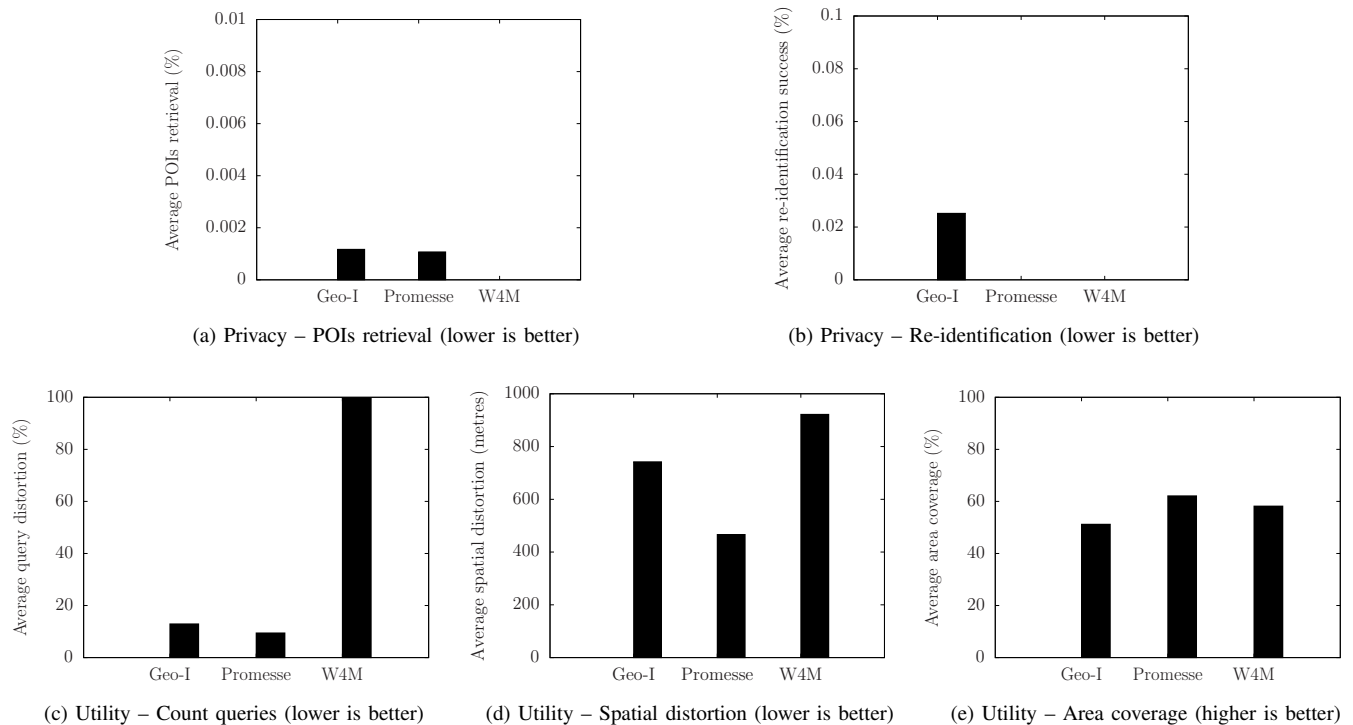 Average POIs retrieval (%)
0.01
0.008
0.006
0.004
0.002
0
Geo-I Promesse W4M
(a) Privacy – POIs retrieval (lower is better)
Average re-identification success (%)
0.1
0.08
0.06
0.04
0.02
0
Geo-I Promesse W4M
(b) Privacy – Re-identification (lower is better)
Average query distortion (%)
100
80
60
40
20
0
Geo-I Promesse W4M
(c) Utility – Count queries (lower is better)
Average spatial distortion (metres)
1000
800
600
400
200
0
Geo-I Promesse W4M
(d) Utility – Spatial distortion (lower is better)
Average area coverage (%)
100
80
60
40
20
0
Geo-I Promesse W4M
(e) Utility – Area coverage (higher is better)